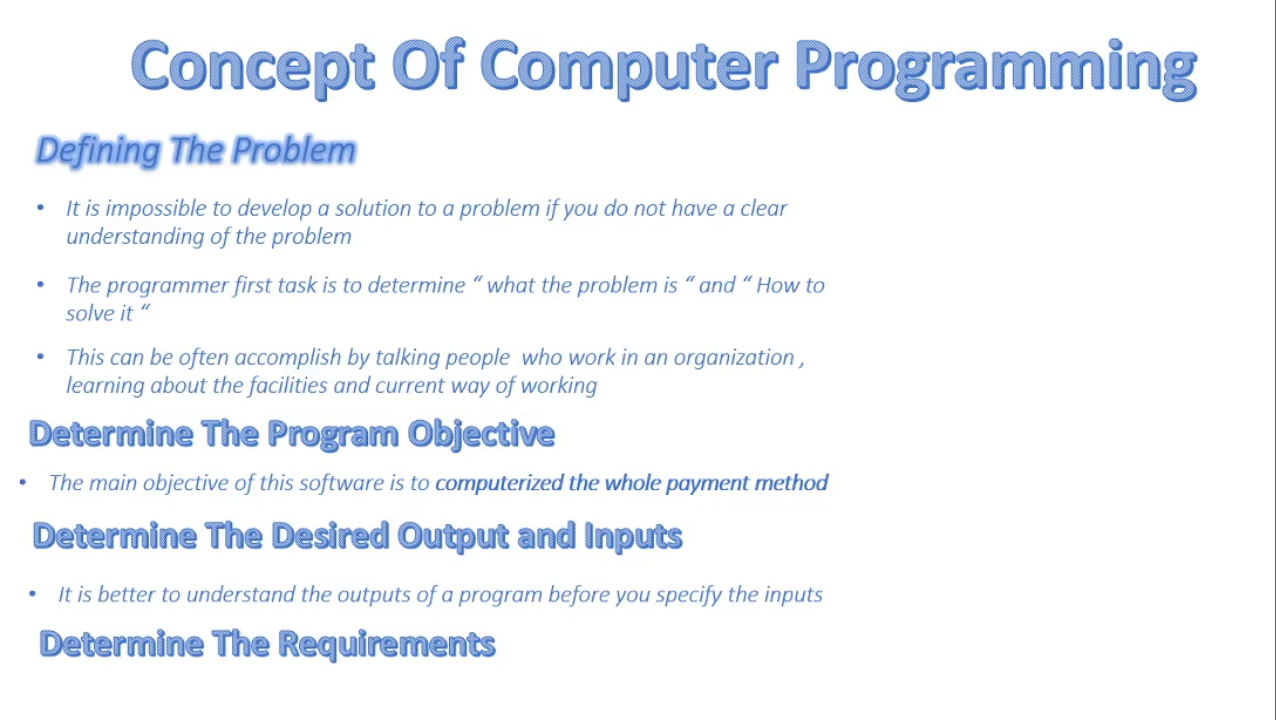 Concept Of Computer Programming
Defining The Problem
• It is impossible to develop a solution to a problem if you do not have a clear
understanding of the problem
• The programmer first task is to determine “ what the problem is “ and “ How to
solve it “
• This can be often accomplish by talking people  who work in an organization ,
learning about the facilities and current way of working
Determine The Program Objective
• The main objective of this software is to computerized the whole payment method
Determine The Desired Output and Inputs
• It is better to understand the outputs of a program before you specify the inputs
Determine The Requirements